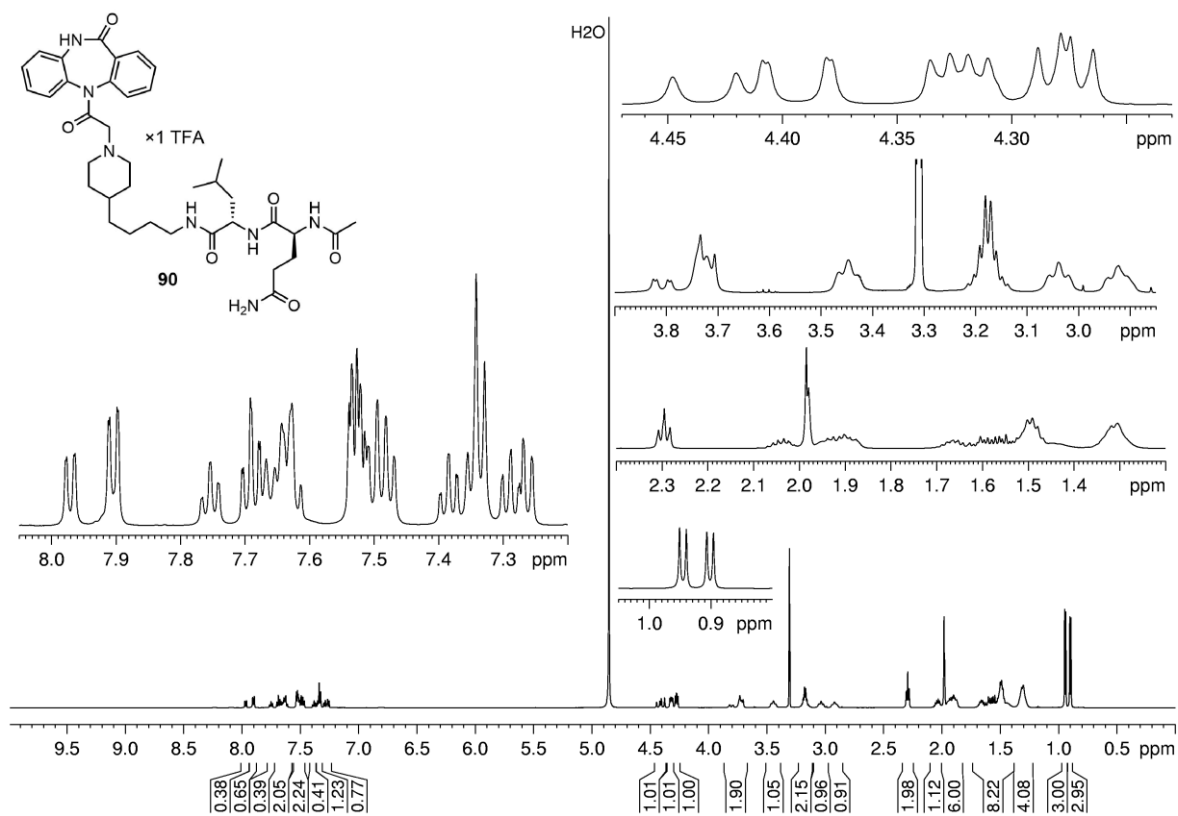 O
HN
N
O
×1 TFA
N
H
N
O
N
H
O
H
N
O
90
H2N
O
H2O
4.45 4.40 4.35 4.30 ppm
3.8 3.7 3.6 3.5 3.4 3.3 3.2 3.1 3.0 ppm
2.3 2.2 2.1 2.0 1.9 1.8 1.7 1.6 1.5 1.4 ppm
8.0 7.9 7.8 7.7 7.6 7.5 7.4 7.3 ppm
1.0 0.9 ppm
9.5 9.0 8.5 8.0 7.5 7.0 6.5 6.0 5.5 5.0 4.5 4.0 3.5 3.0 2.5 2.0 1.5 1.0 0.5 ppm
0.38 0.65 0.39 2.05 2.24 0.41 1.23 0.77 1.01 1.01 1.00 1.90 1.05 2.15 0.96 0.91 1.98 1.12 6.00 8.22 4.08 3.00 2.95